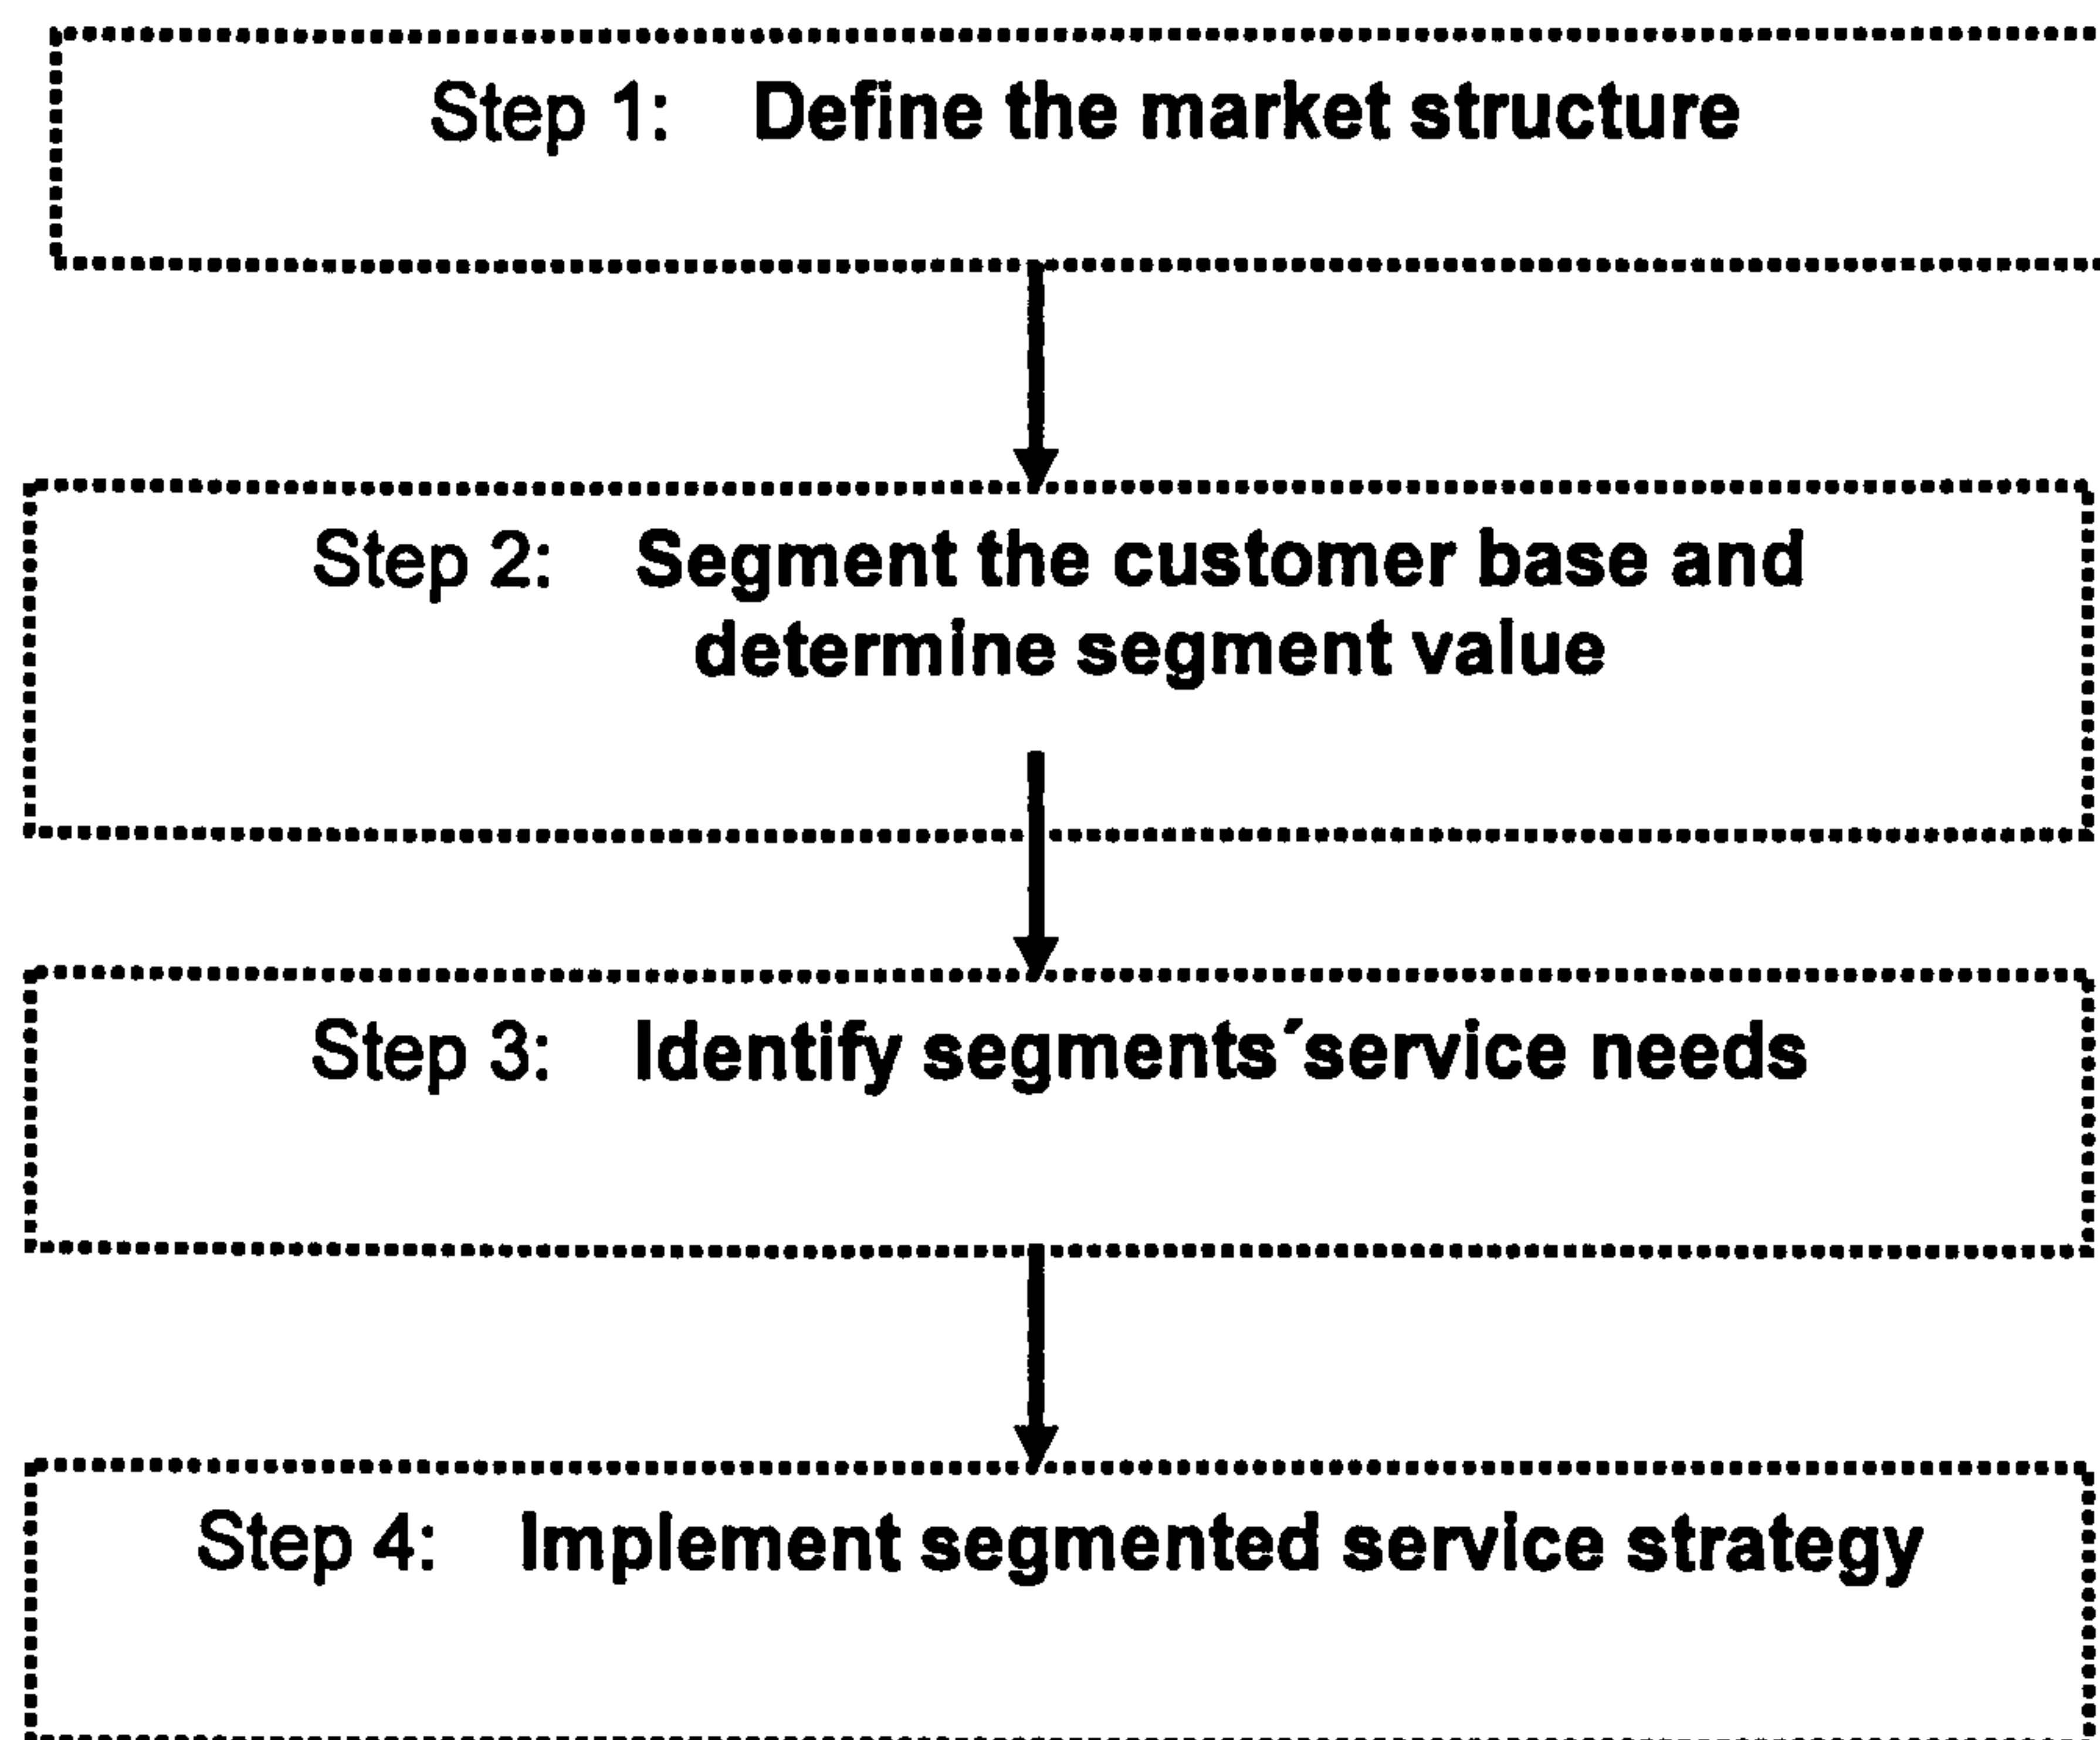 Step 1: Define the market structure
Step 2: Segment the customer base and
determine segment value
Step 3: Identify segments´service needs
Step 4: Implement segmented service strategy